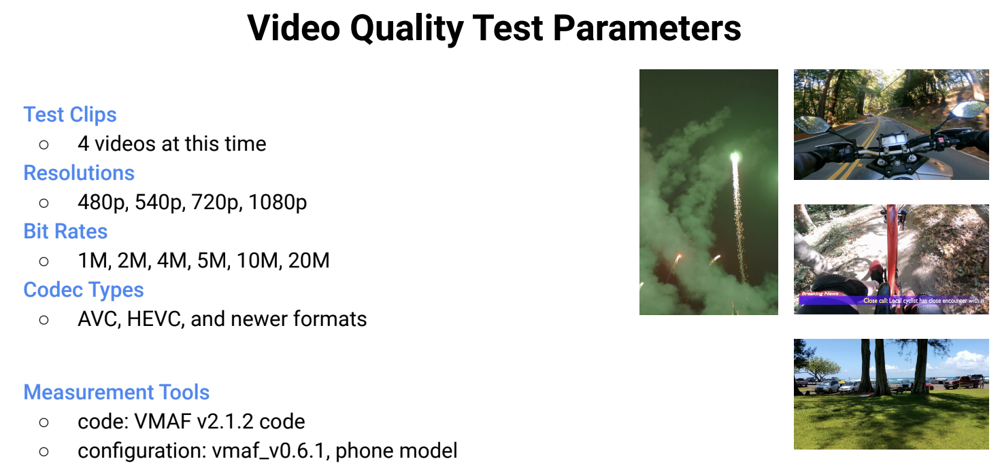 Video Quality Test Parameters
Test Clips
○ 4 videos at this time
Resolutions
○ 480p, 540p, 720p, 1080p
Bit Rates
○ 1M, 2M, 4M, 5M, 10M, 20M
Codec Types
○ AVC, HEVC, and newer formats
Measurement Tools
○ code: VMAF v2.1.2 code
○ configuration: vmaf_v0.6.1, phone model
Breaking News
Close call: Local cyclist has close encounter with n